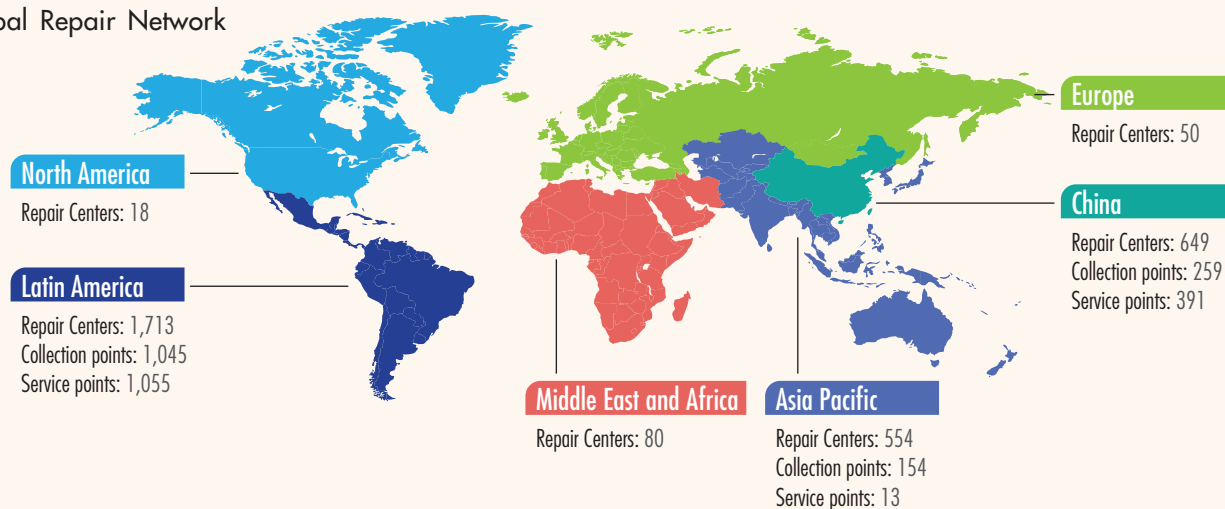 Repair Network
North America
Repair Centers: 18
Latin America
Repair Centers: 1,713
Collection points: 1,045
Service points: 1,055
Middle East and Africa
Repair Centers: 80
Asia Pacific
Repair Centers: 554
Collection points: 154
Service points: 13
Europe
Repair Centers: 50
China
Repair Centers: 649
Collection points: 259
Service points: 391